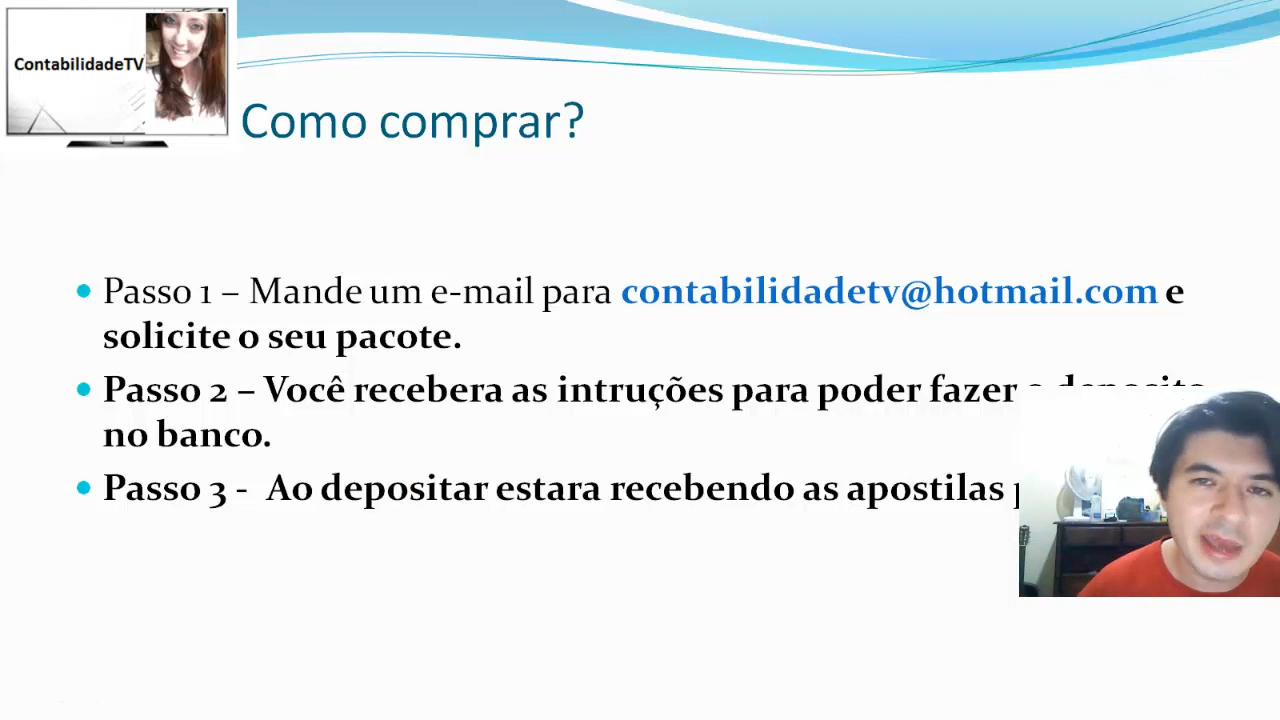 ContabilidadeTV
Como comprar?
Passo 1 – Mande um e-mail para contabilidadetv@hotmail.com e
solicite o seu pacote.
Passo 2 – Você recebera as intruções para poder fazer o deposito
no banco.
Passo 3 - Ao depositar estara recebendo as apostilas